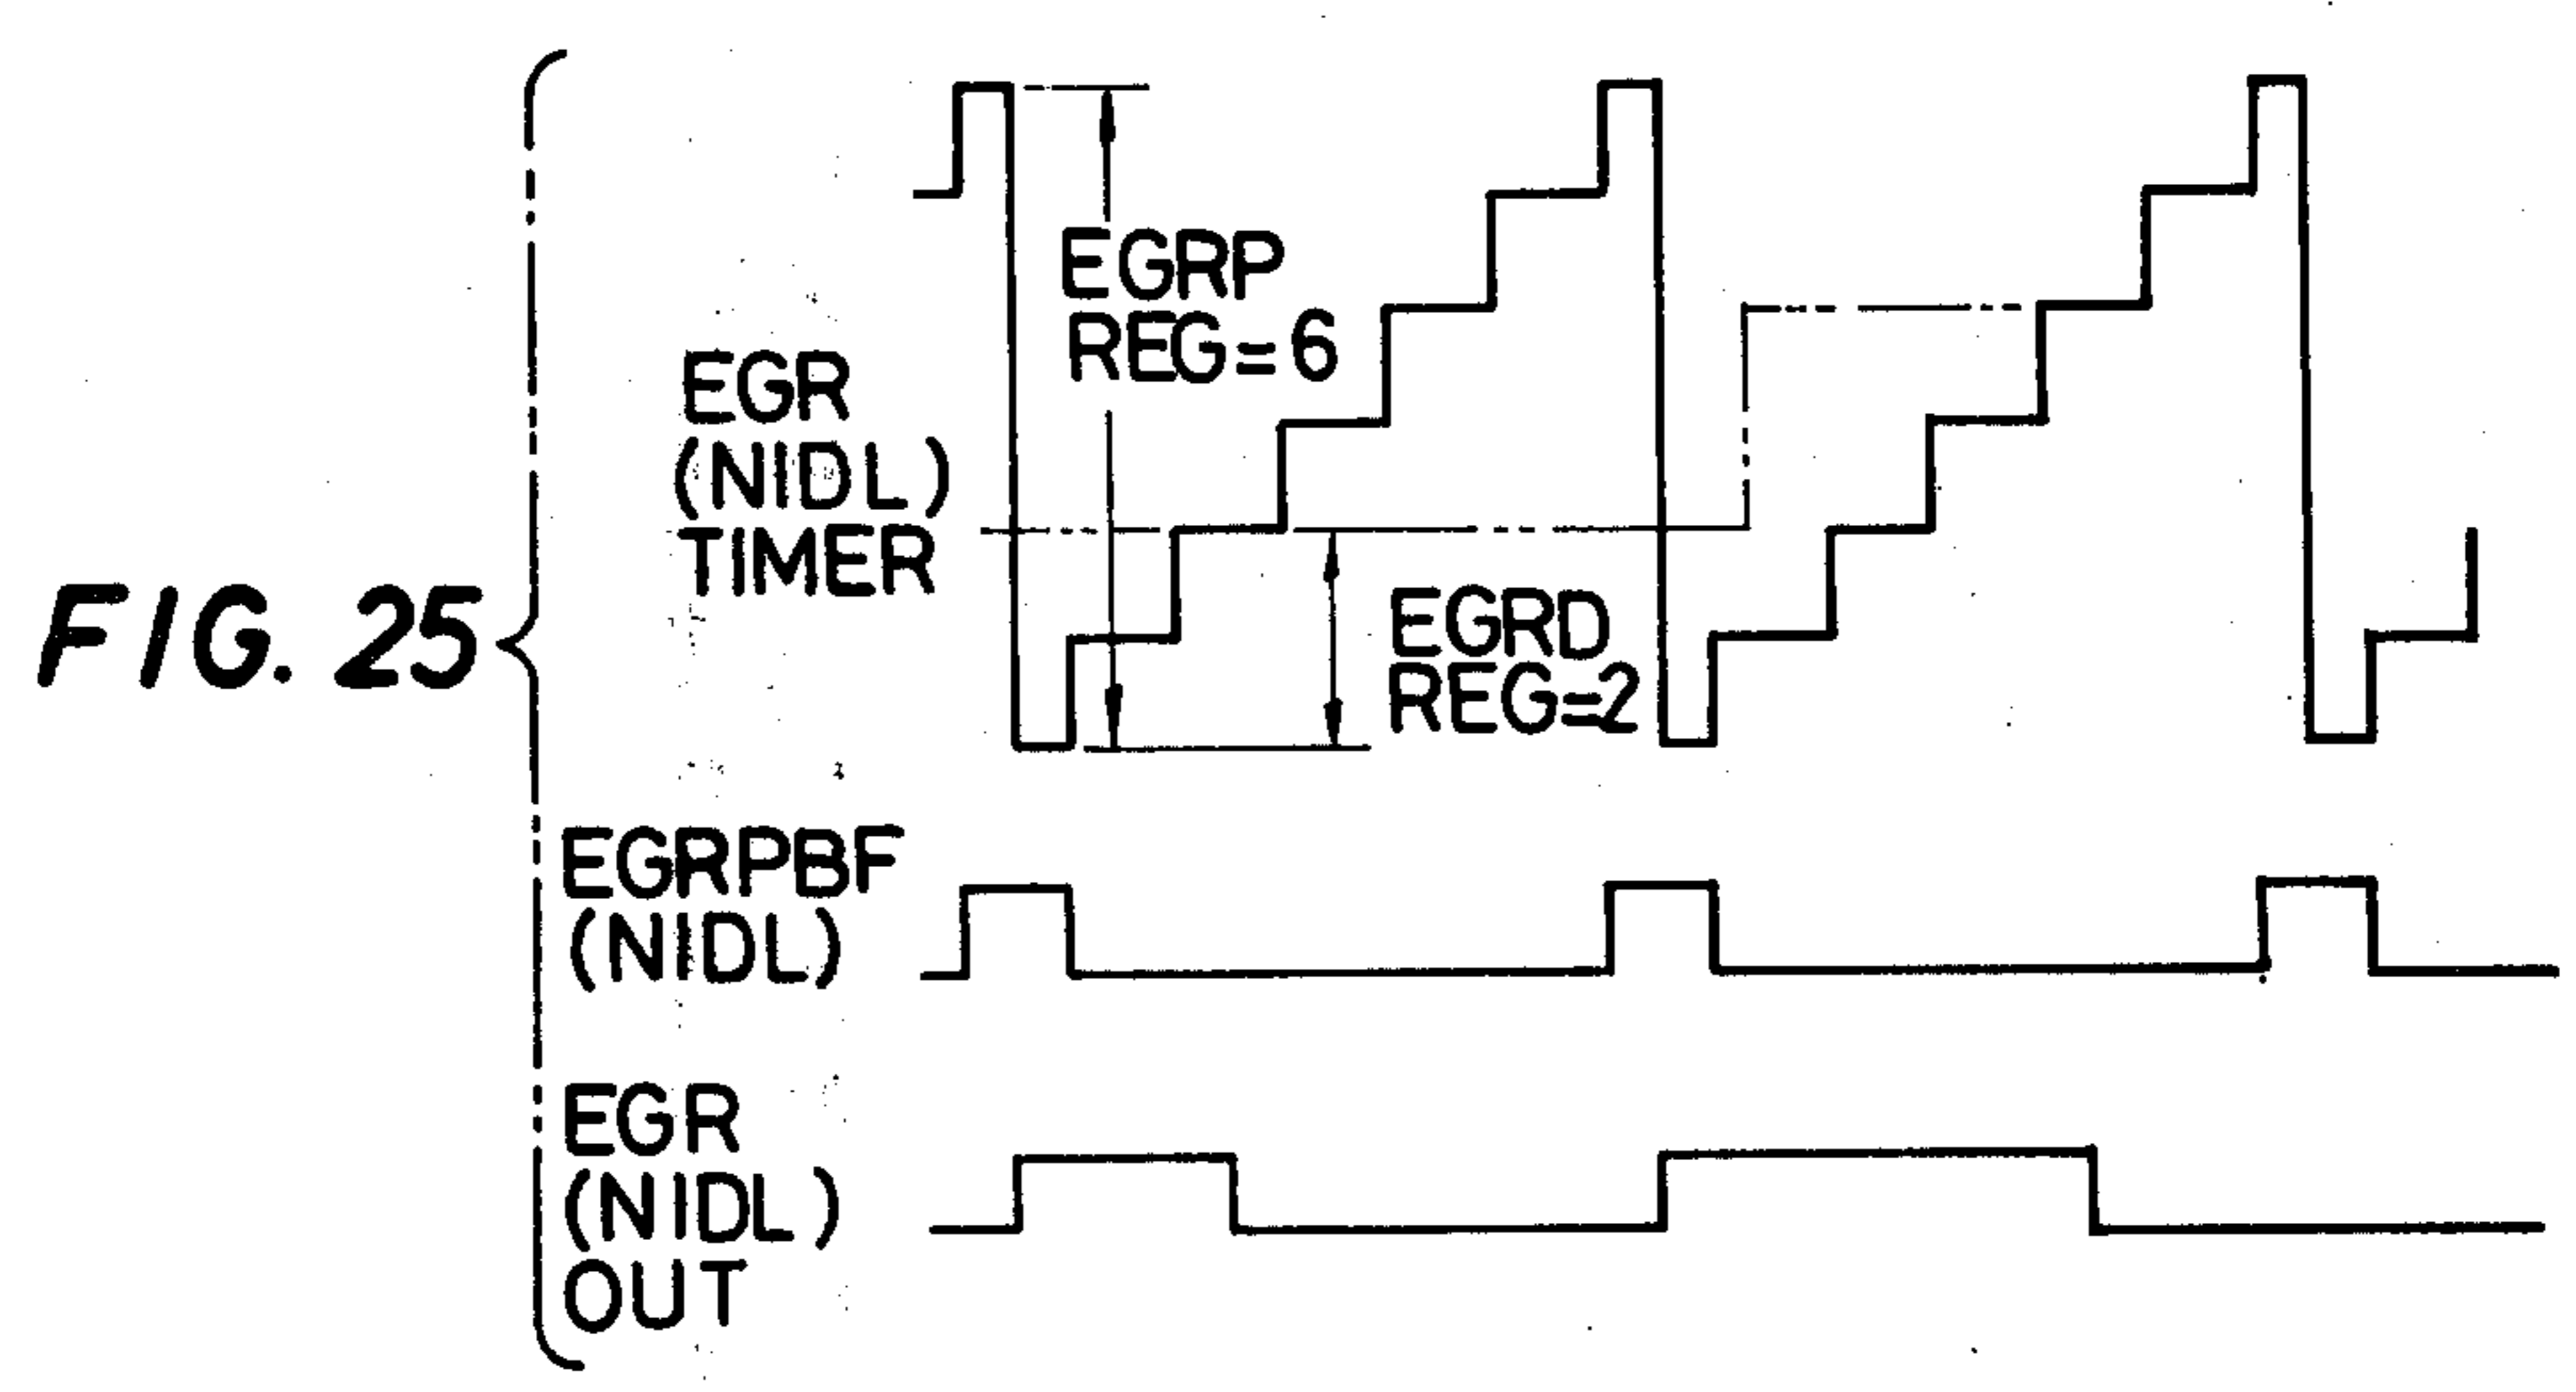 FIG. 25
EGR
(NIDL)
TIMER
EGRP
REG=6
EGRD
REG=2
EGRPBF
(NIDL)
EGR
(NIDL)
OUT